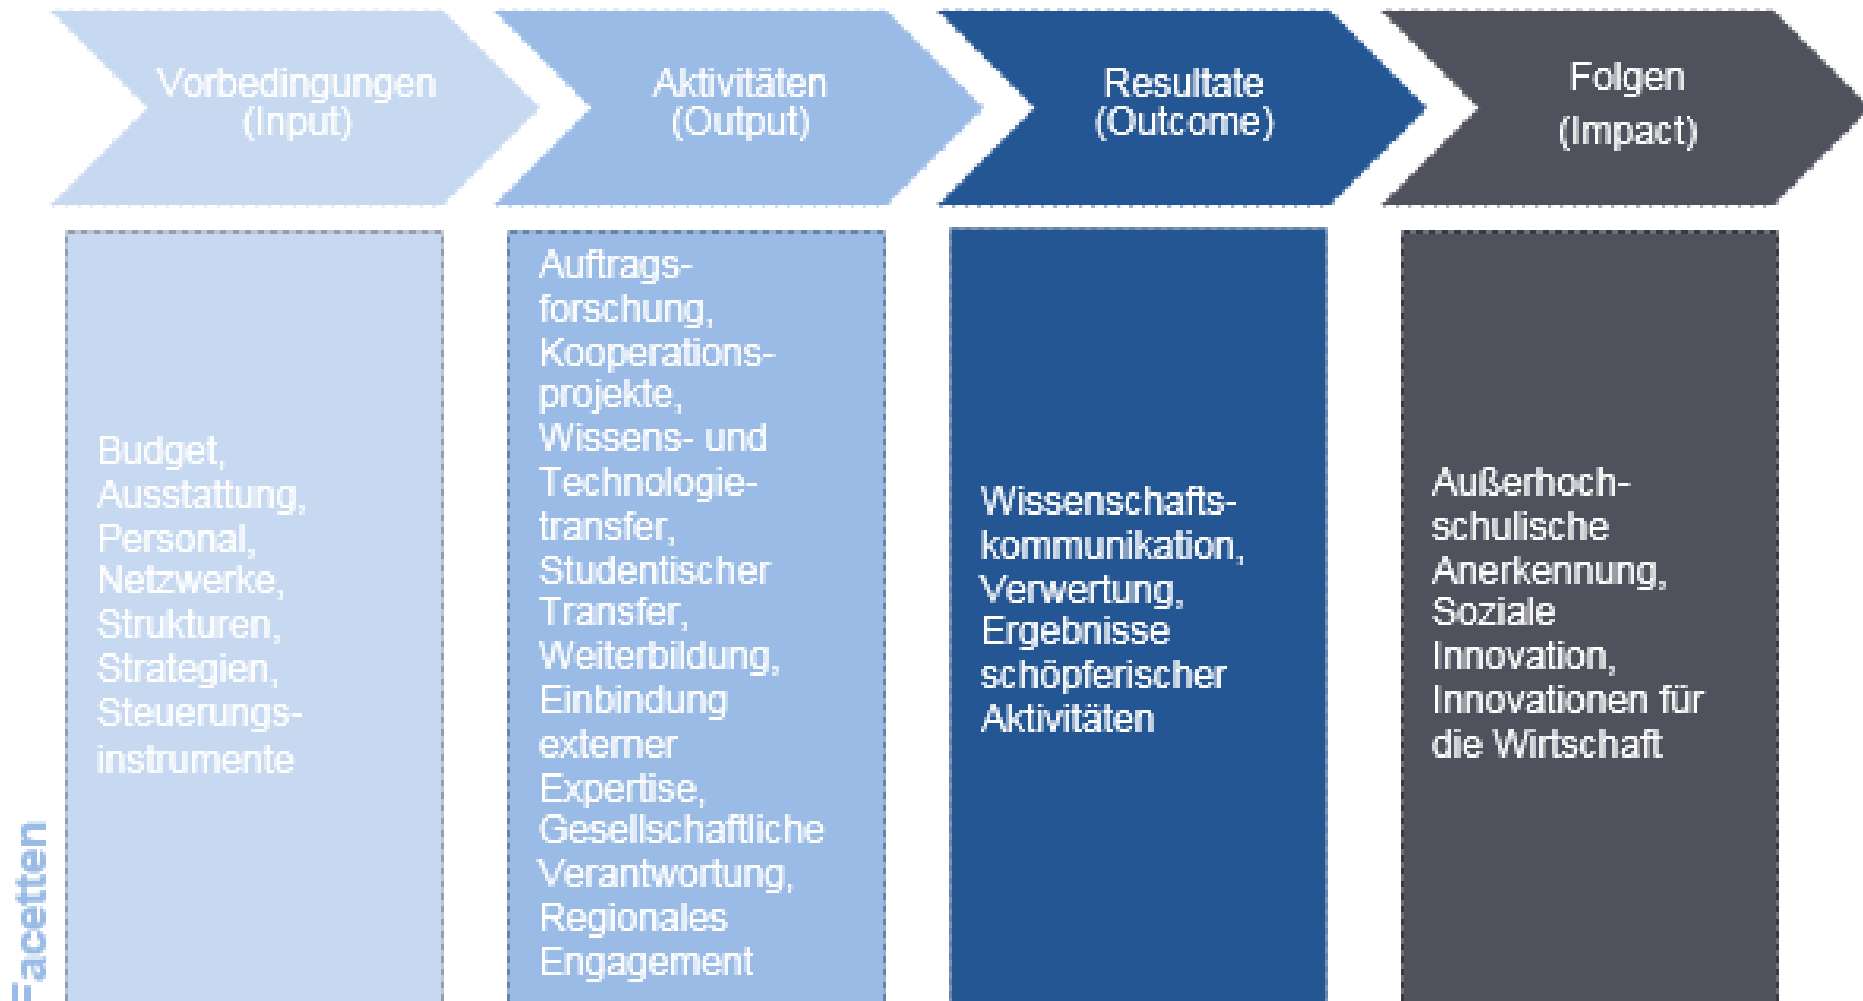 Vorbedingungen
(Input)
Aktivitäten
(Output)
Resultate
(Outcome)
Folgen
(Impact)
Facetten
Budget,
Ausstattung,
Personal,
Netzwerke,
Strukturen,
Strategien,
Steuerungs-
instrumente
Auftrags-
forschung,
Kooperations-
projekte,
Wissens- und
Technologie-
transfer,
Studentischer
Transfer,
Weiterbildung,
Einbindung
externer
Expertise,
Gesellschaftliche
Verantwortung,
Regionales
Engagement
Wissenschafts-
kommunikation,
Verwertung,
Ergebnisse
schöpferischer
Aktivitäten
Außerhoch-
schulische
Anerkennung,
Soziale
Innovation,
Innovationen für
die Wirtschaft